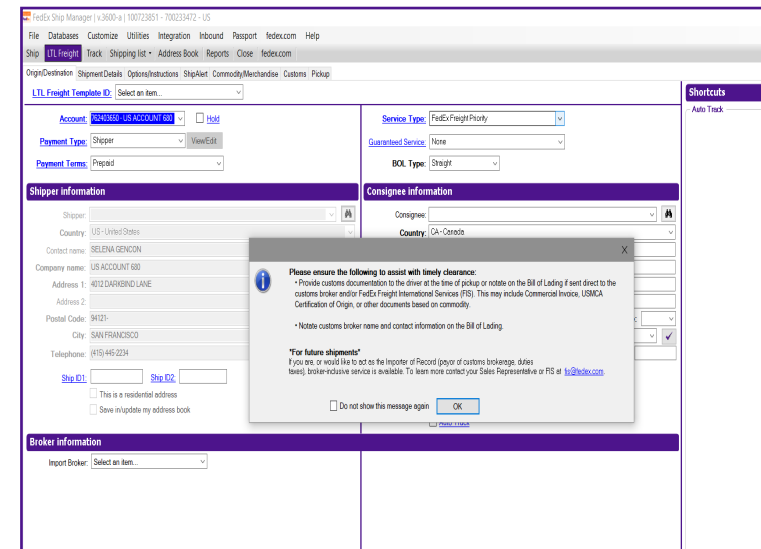 FedEx Ship Manager | v.3600-a | 100723851 - 700233472 - US
File Databases Customize Utilities Integration Inbound Passport fedex.com Help
Ship LTL Freight Track Shipping list Address Book Reports Close fedex.com
Origin/Destination Shipment Details Options/Instructions ShipAlert Commodity/Merchandise Customs Pickup
LTL Freight Template ID: Select an item...
Shortcuts
Auto Track
Account: 762403650 - US ACCOUNT 680 Hold
Service Type: FedEx Freight Priority
Payment Type: Shipper View/Edit
Guaranteed Service: None
Payment Terms: Prepaid
BOL Type: Straight
Shipper information
Consignee information
Shipper:
Consignee:
Country: US - United States
Country: CA - Canada
Contact name: SELENA GENCON
Company name: US ACCOUNT 680
Address 1: 4012 DARKBIND LANE
Address 2:
Postal Code: 94121-
City: SAN FRANCISCO
Telephone: (415) 445-2234
Ship ID1: Ship ID2:
This is a residential address
Save in/update my address book
X
Please ensure the following to assist with timely clearance:
• Provide customs documentation to the driver at the time of pickup or notate on the Bill of Lading if sent direct to the
customs broker and/or FedEx Freight International Services (FIS). This may include Commercial Invoice, USMCA
Certification of Origin, or other documents based on commodity.
• Notate customs broker name and contact information on the Bill of Lading.
*For future shipments*
If you are, or would like to act as the Importer of Record (payor of customs brokerage, duties
taxes), broker-inclusive service is available. To learn more contact your Sales Representative or FIS at fis@fedex.com.
Do not show this message again OK
Auto Track
Broker information
Import Broker: Select an item...